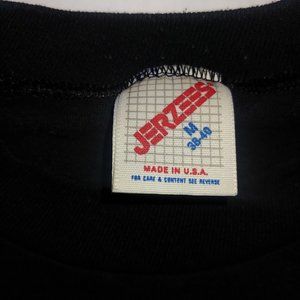 JERZEES
M
38-40
MADE IN U.S.A.
FOR CARE & CONTENT SEE REVERSE